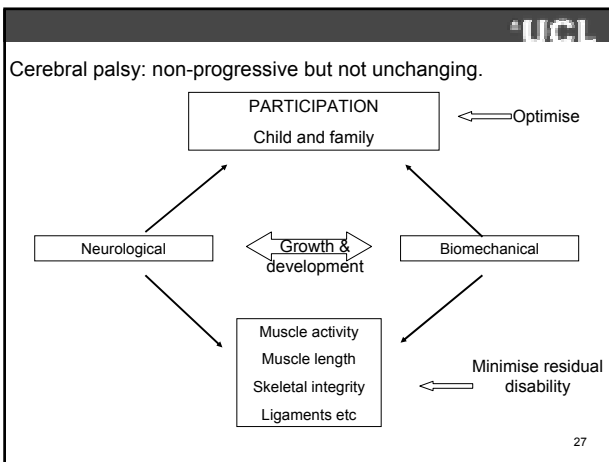 UCL
Cerebral palsy: non-progressive but not unchanging.
PARTICIPATION
Child and family
Optimise
Neurological
Growth &
development
Biomechanical
Muscle activity
Muscle length
Skeletal integrity
Ligaments etc
Minimise residual
disability
27